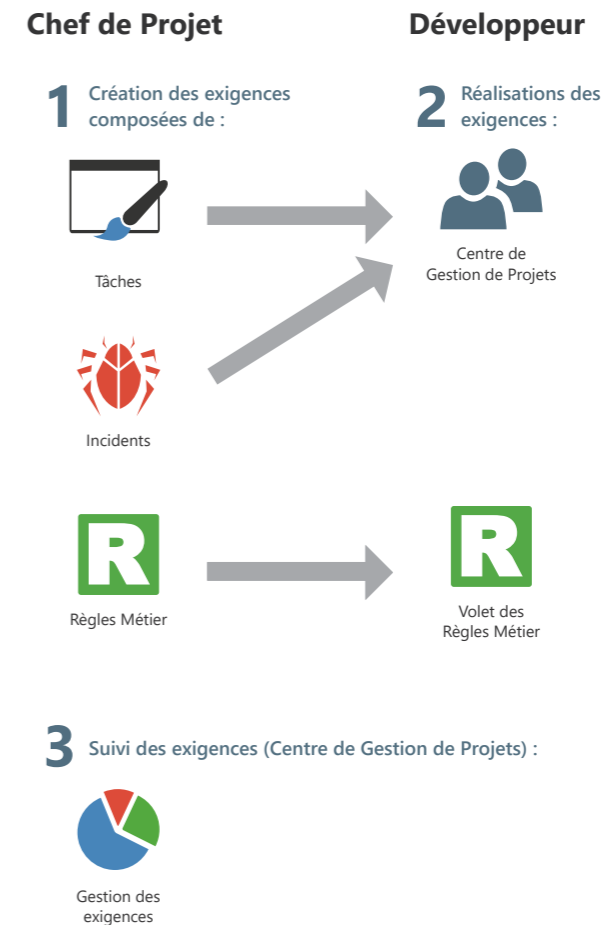 Chef de Projet
Développeur
1 Création des exigences
composées de :
2 Réalisations des
exigences :
Tâches
Centre de
Gestion de Projets
Incidents
R
R
Règles Métier
Volet des
Règles Métier
3 Suivi des exigences (Centre de Gestion de Projets) :
Gestion des
exigences